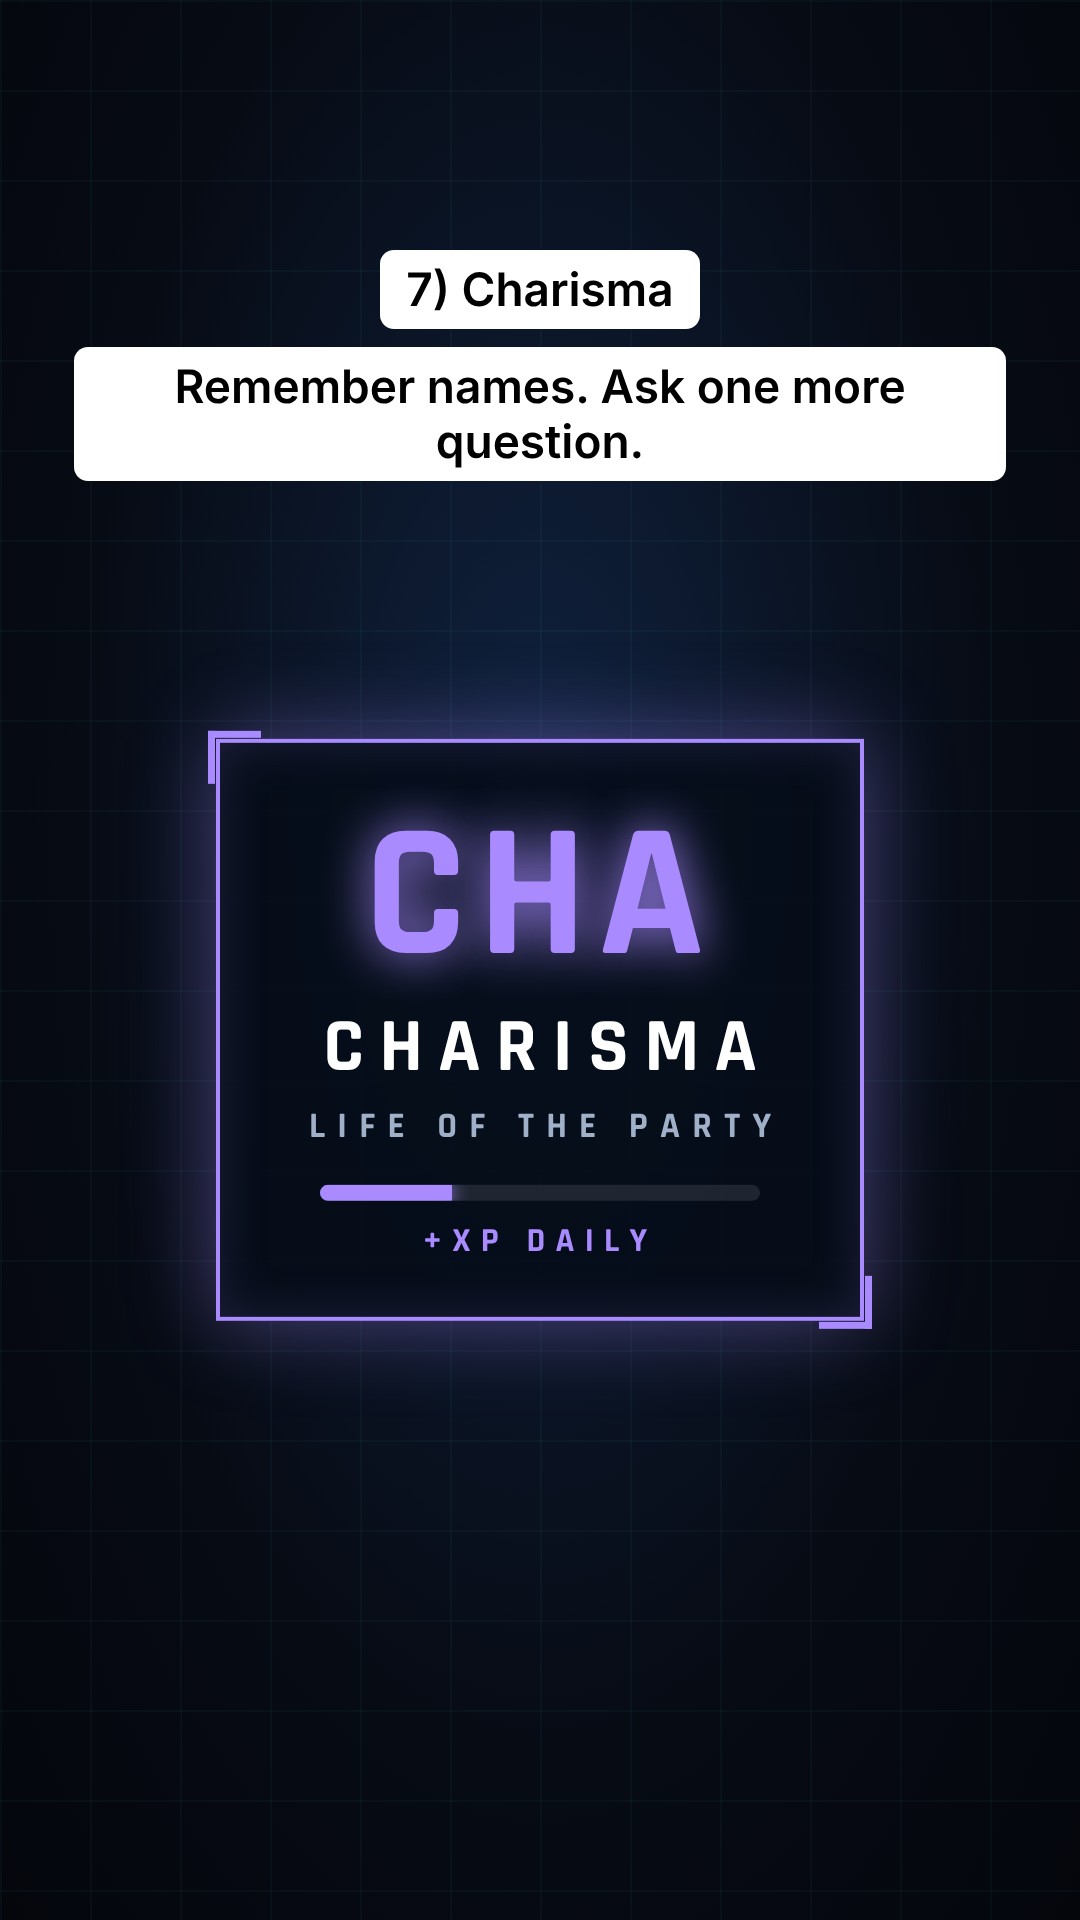 7) Charisma
Remember names. Ask one more
question.
CHA
CHARISMA
LIFE OF THE PARTY
+XP DAILY